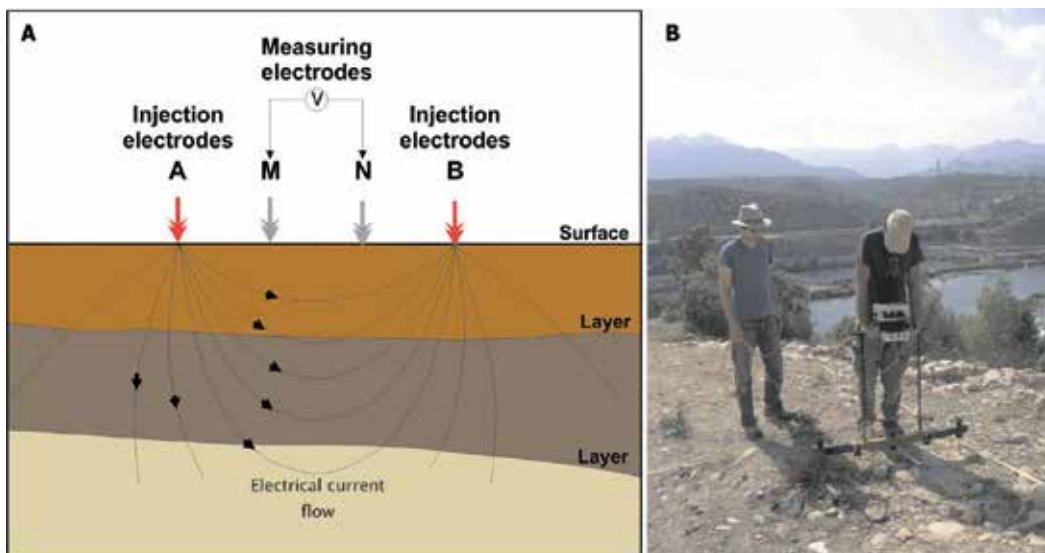 A
Measuring
electrodes
V
Injection
electrodes
A
M
N
Injection
electrodes
B
Surface
Layer
Layer
Electrical current
flow
B